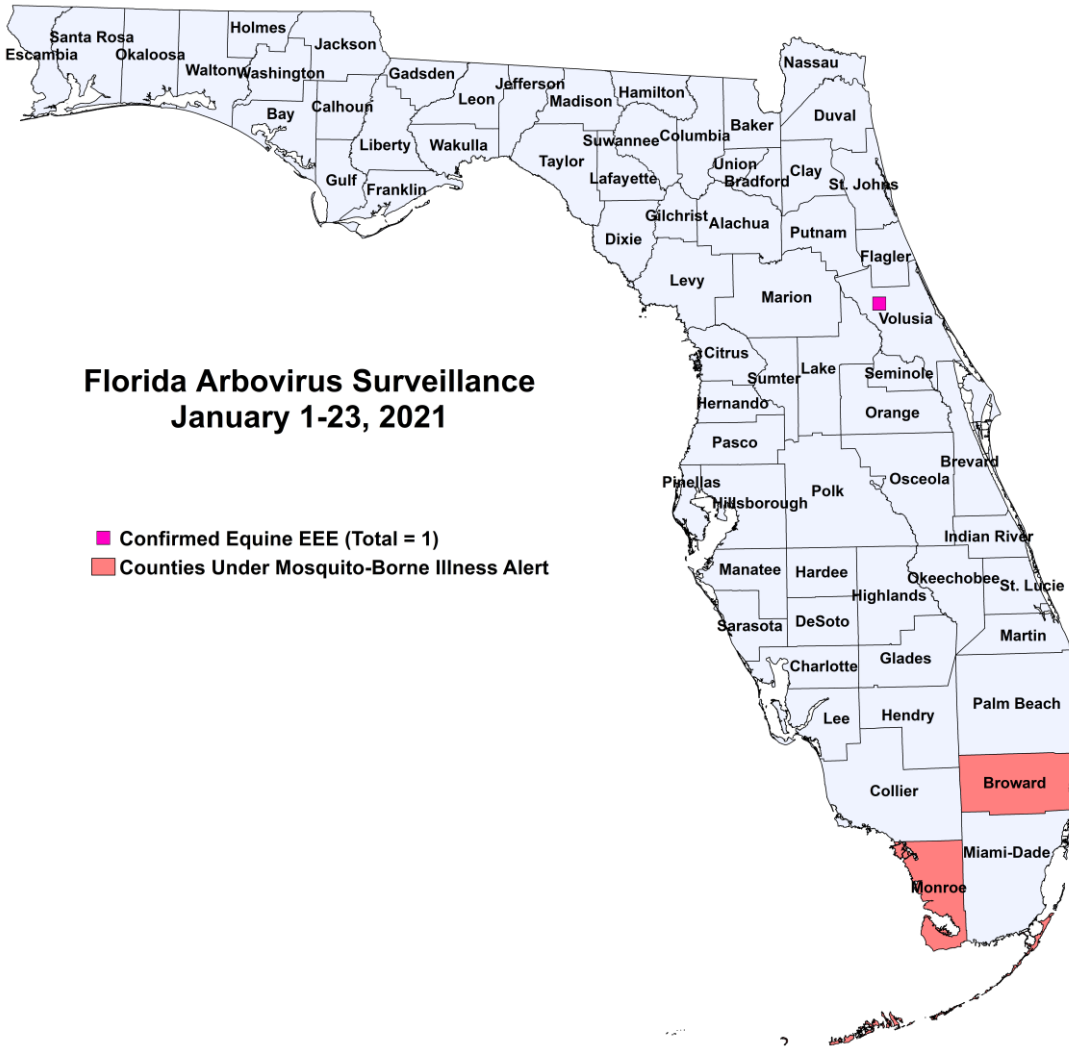 Holmes
Santa Rosa
Jackson
Escambia
Okaloosa
Walton
Washington
Gadsden
Jefferson
Leon
Madison
Hamilton
Nassau
Bay
Calhoun
Baker
Duval
Liberty
Wakulla
Suwannee
Columbia
Taylor
Union
Clay
Lafayette
Bradford
St. Johns
Gulf
Franklin
Gilchrist
Alachua
Putnam
Dixie
Flagler
Levy
Marion
Volusia
Citrus
Sumter
Lake
Seminole
Florida Arbovirus Surveillance
January 1-23, 2021
Hernando
Orange
Pasco
Brevard
Pinellas
Hillsborough
Polk
Osceola
Confirmed Equine EEE (Total = 1)
Counties Under Mosquito-Borne Illness Alert
Indian River
Manatee
Hardee
Okeechobee
St. Lucie
Highlands
Sarasota
DeSoto
Martin
Charlotte
Glades
Palm Beach
Lee
Hendry
Broward
Collier
Miami-Dade
Monroe